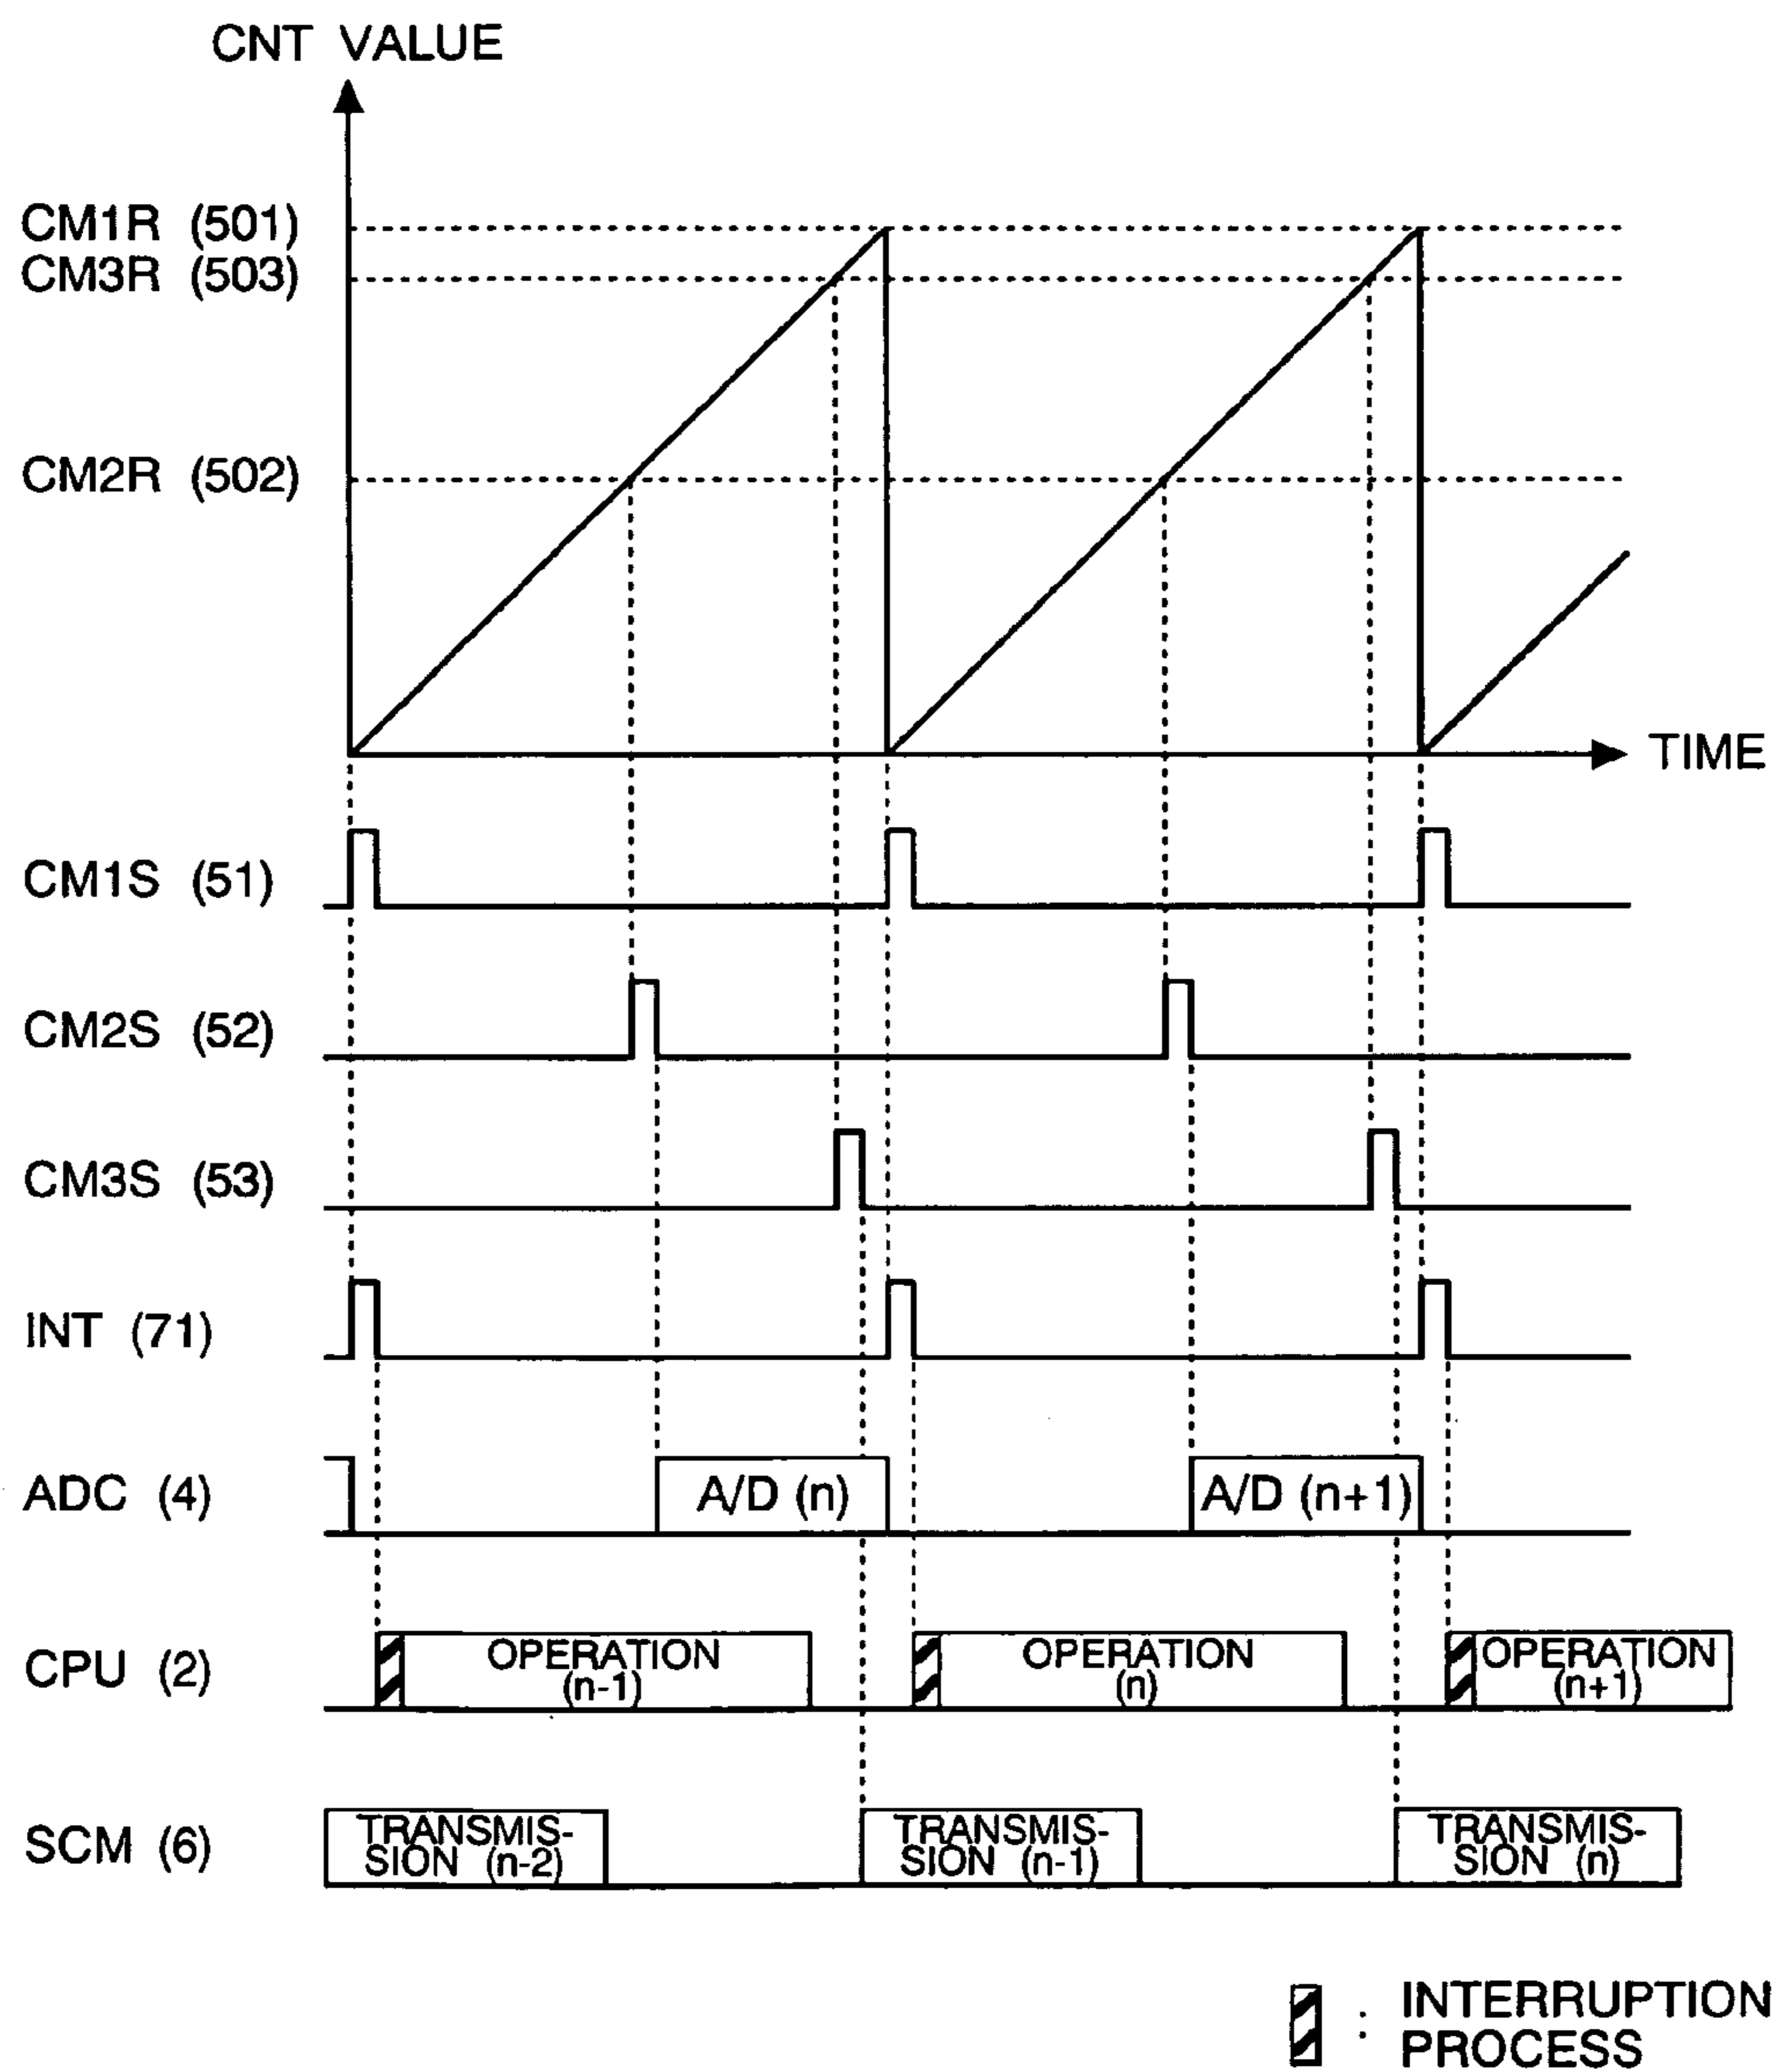 CNT VALUE
CM1R (501)
CM3R (503)
CM2R (502)
TIME
CM1S (51)
CM2S (52)
CM3S (53)
INT (71)
ADC (4)
A/D (n)
A/D (n+1)
CPU (2)
OPERATION
(n-1)
OPERATION
(n)
OPERATION
(n+1)
SCM (6)
TRANSMIS-
SION (n-2)
TRANSMIS-
SION (n-1)
TRANSMIS-
SION (n)
: INTERRUPTION
PROCESS